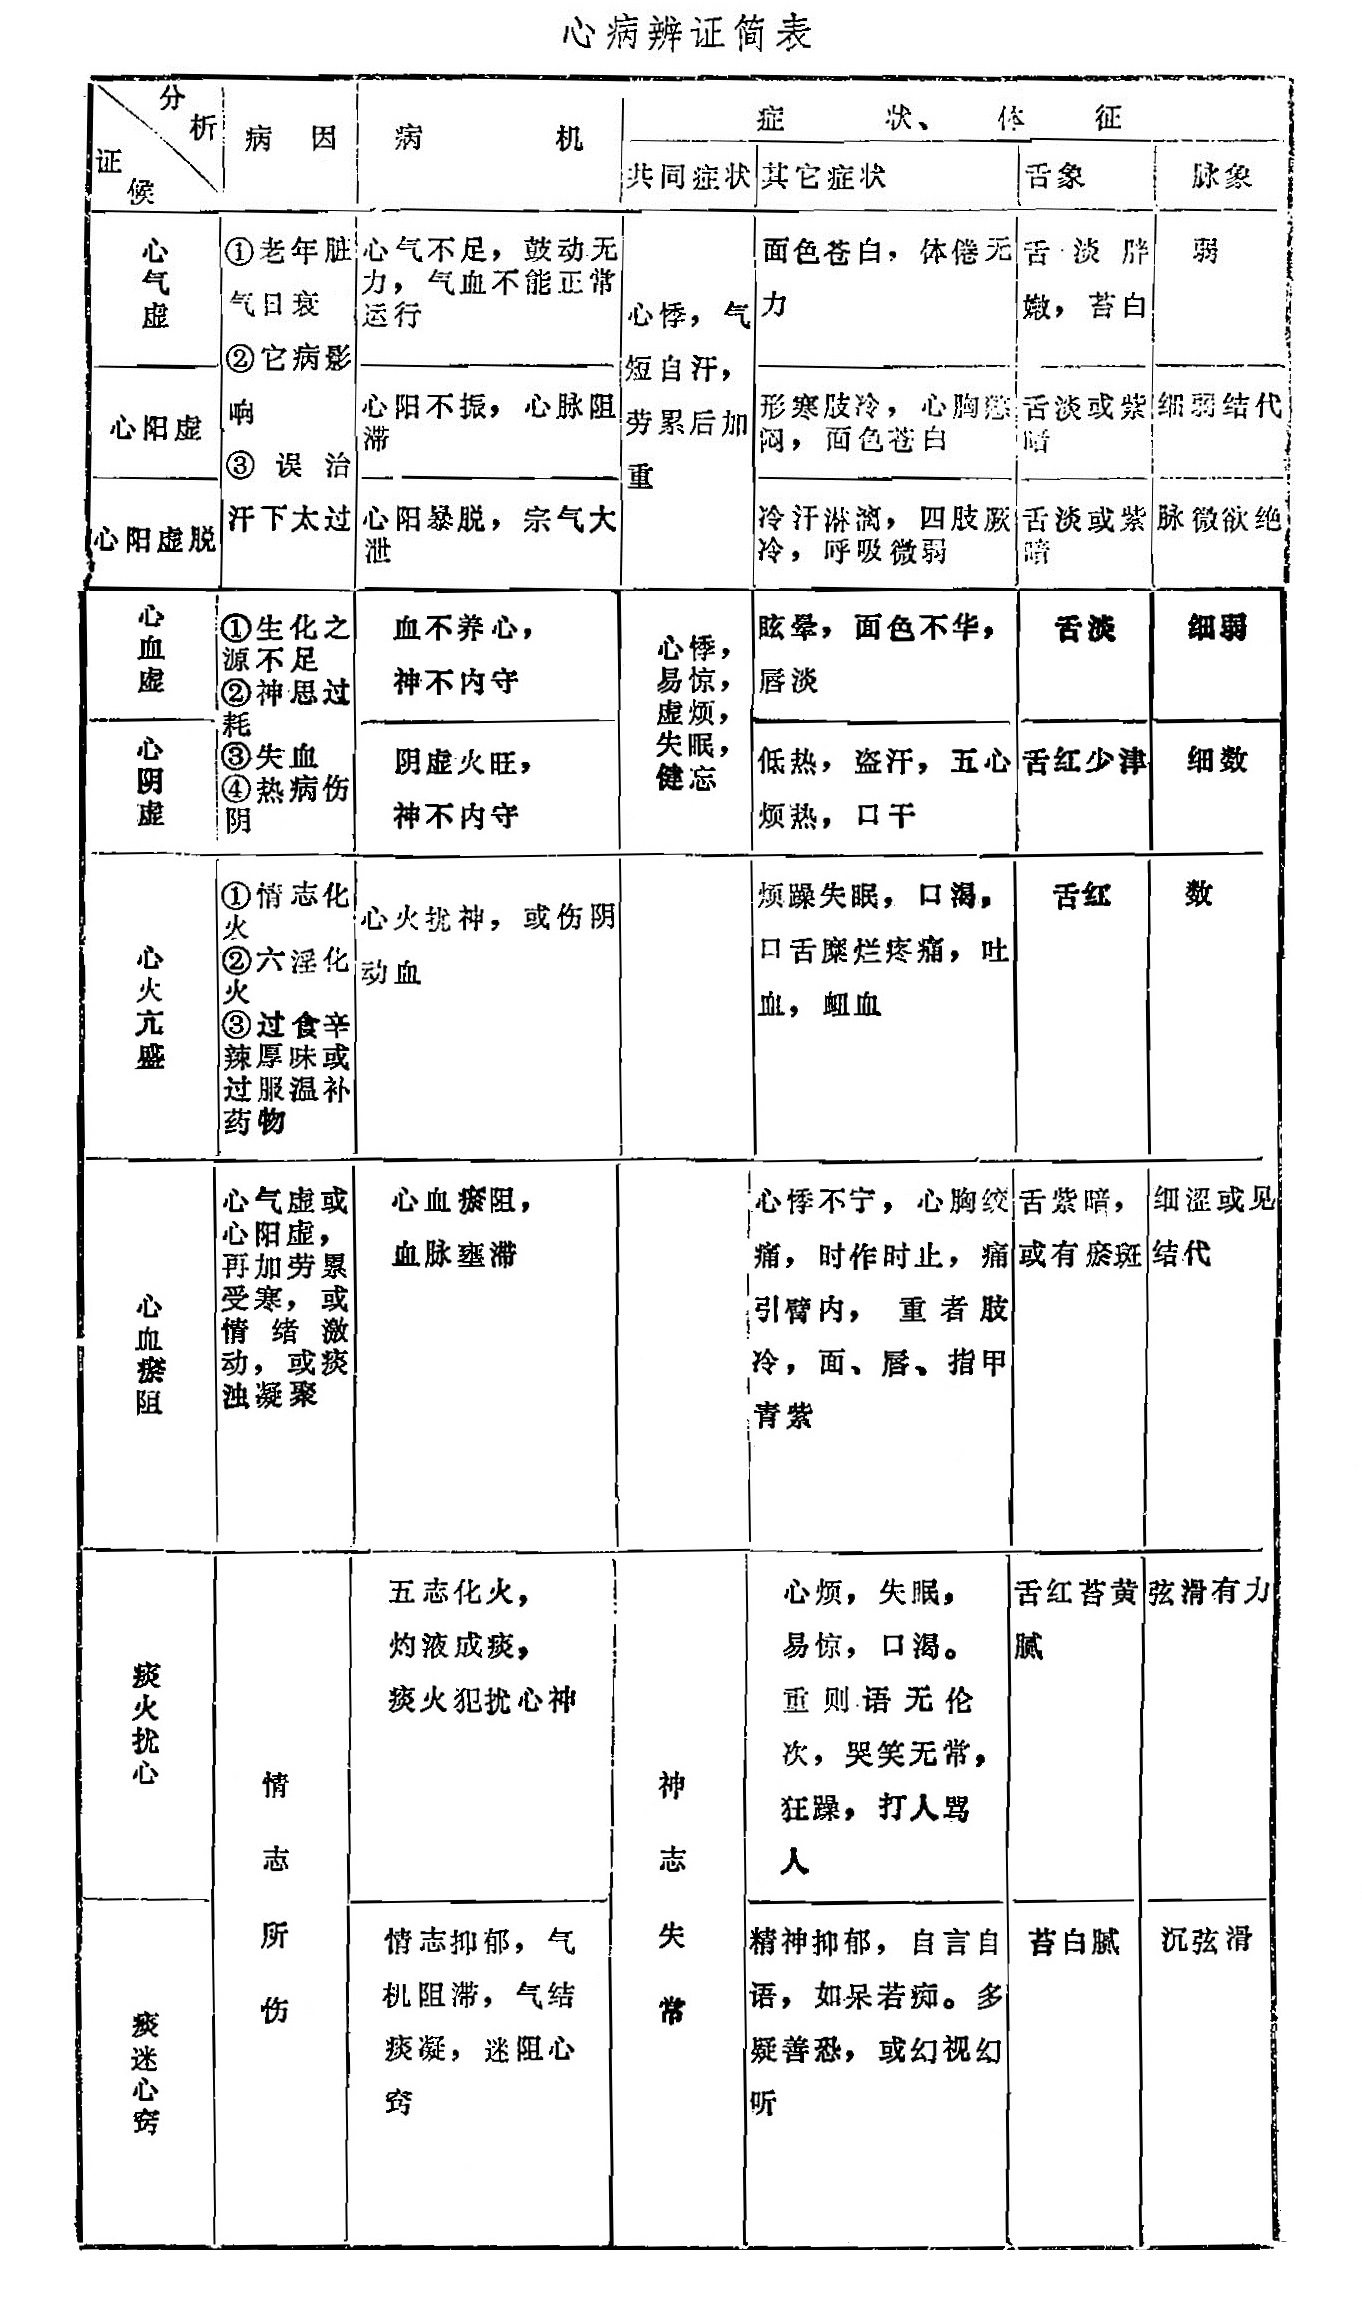 心病辨证简表
分析
证候
病因
病机
症状、体征
共同症状
其它症状
舌象
脉象
心气虚
①老年脏
气日衰
②它病影
响
③误治
汗下太过
心气不足，鼓动无
力，气血不能正常
运行
心悸，气
短自汗，
劳累后加
重
面色苍白，体倦无
力
舌淡胖
嫩，苔白
弱
心阳虚
心阳不振，心脉阻
滞
形寒肢冷，心胸憋
闷，面色苍白
舌淡或紫
暗
细弱结代
心阳虚脱
心阳暴脱，宗气大
泄
冷汗淋漓，四肢厥
冷，呼吸微弱
舌淡或紫
暗
脉微欲绝
心血虚
①生化之
源不足
②神思过
耗
③失血
④热病伤
阴
血不养心，
神不内守
心悸，
易惊，
虚烦，
失眠，
健忘
眩晕，面色不华，
唇淡
舌淡
细弱
心阴虚
阴虚火旺，
神不内守
低热，盗汗，五心
烦热，口干
舌红少津
细数
心火亢盛
①情志化
火
②六淫化
火
③过食辛
辣厚味或
过服温补
药物
心火扰神，或伤阴
动血
烦躁失眠，口渴，
口舌糜烂疼痛，吐
血，衄血
舌红
数
心血瘀阻
心气虚或
心阳虚，
再加劳累
受寒，或
情绪激
动，或痰
浊凝聚
心血瘀阻，
血脉壅滞
心悸不宁，心胸绞
痛，时作时止，痛
引臂内，重者肢
冷，面、唇、指甲
青紫
舌紫暗，
或有瘀斑
细涩或见
结代
痰火扰心
情志所伤
五志化火，
灼液成痰，
痰火犯扰心神
神志失常
心烦，失眠，
易惊，口渴。
重则语无伦
次，哭笑无常，
狂躁，打人骂
人
舌红苔黄
腻
弦滑有力
痰迷心窍
情志抑郁，气
机阻滞，气结
痰凝，迷阻心
窍
精神抑郁，自言自
语，如呆若痴。多
疑善恐，或幻视幻
听
苔白腻
沉弦滑